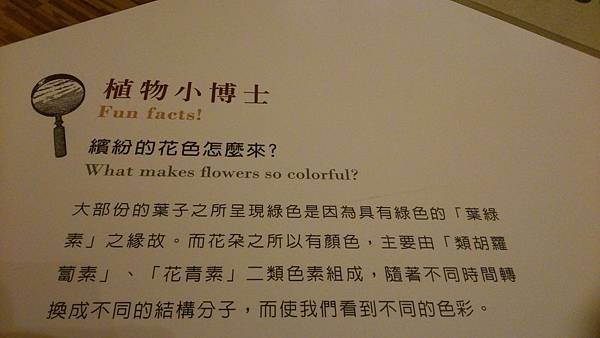 植物小博士
Fun facts!
繽紛的花色怎麼來?
What makes flowers so colorful?
大部份的葉子之所呈現綠色是因為具有綠色的「葉綠
素」之緣故。而花朵之所以有顏色，主要由「類胡蘿
蔔素」、「花青素」二類色素組成，隨著不同時間轉
換成不同的結構分子，而使我們看到不同的色彩。